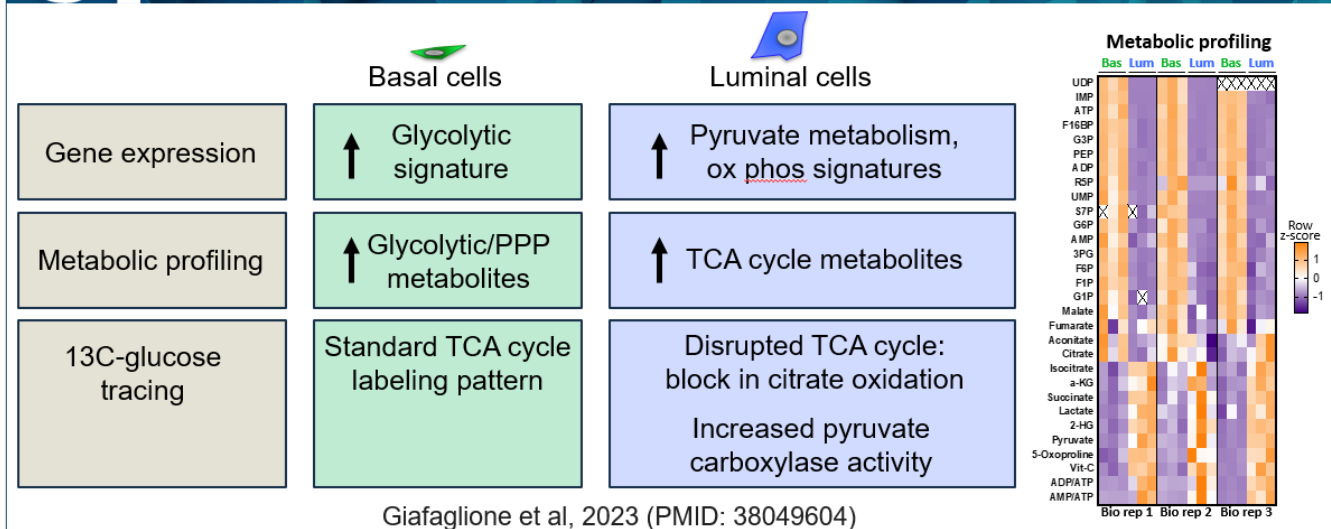 Basal cells
Luminal cells
Gene expression
Glycolytic
signature
Pyruvate metabolism,
ox phos signatures
Metabolic profiling
Glycolytic/PPP
metabolites
TCA cycle metabolites
13C-glucose
tracing
Standard TCA cycle
labeling pattern
Disrupted TCA cycle:
block in citrate oxidation
Increased pyruvate
carboxylase activity
Giafaglione et al, 2023 (PMID: 38049604)
Metabolic profiling
Bas Lum Bas Lum Bas Lum
UDP
IMP
ATP
F16BP
G3P
PEP
ADP
R5P
UMP
S7P
G6P
AMP
3PG
F6P
F1P
G1P
Malate
Fumarate
Aconitate
Citrate
Isocitrate
a-KG
Succinate
Lactate
2-HG
Pyruvate
5-Oxoproline
Vit-C
ADP/ATP
AMP/ATP
Bio rep 1 Bio rep 2 Bio rep 3
Row
z-score
1
0
-1